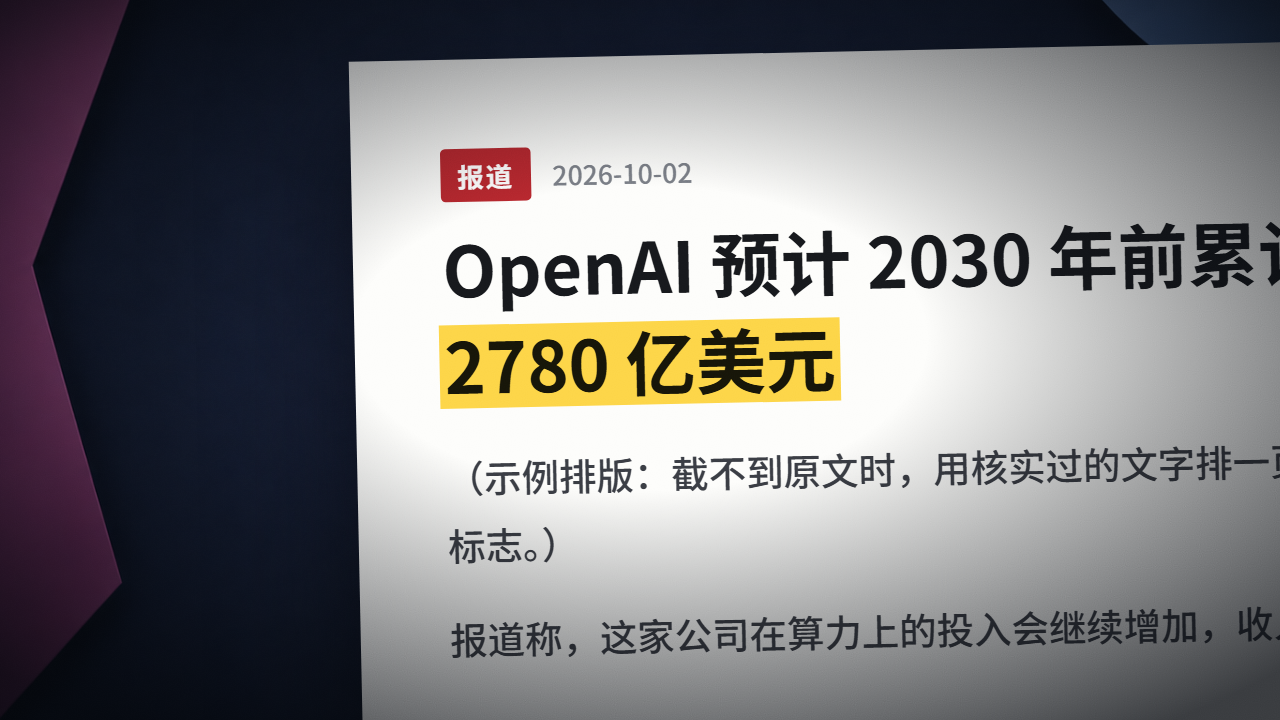 报道 2026-10-02
OpenAI 预计 2030 年前累
2780 亿美元
（示例排版：截不到原文时，用核实过的文字排一
标志。）
报道称，这家公司在算力上的投入会继续增加，收